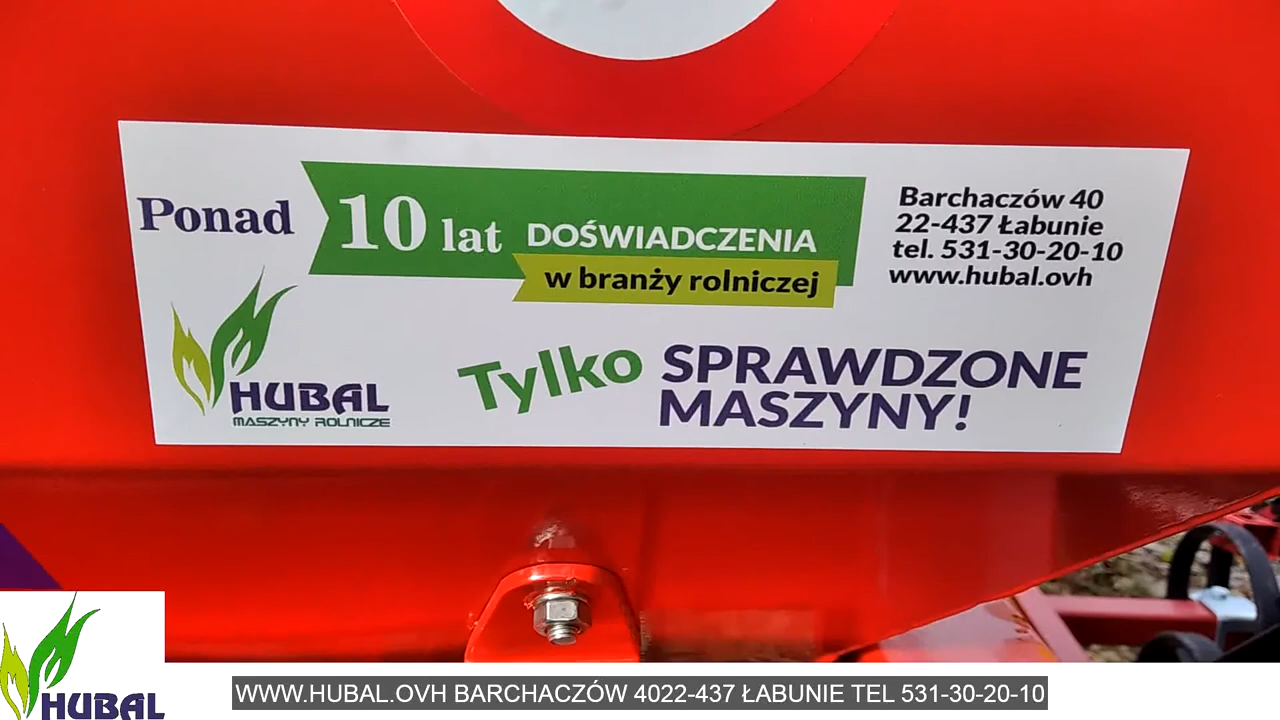 Ponad 10 lat DOŚWIADCZENIA
w branży rolniczej
Barchaczów 40
22-437 Łabunie
tel. 531-30-20-10
www.hubal.ovh
HUBAL
MASZYNY ROLNICZE
Tylko SPRAWDZONE
MASZYNY!
HUBAL
WWW.HUBAL.OVH BARCHACZÓW 4022-437 ŁABUNIE TEL 531-30-20-10